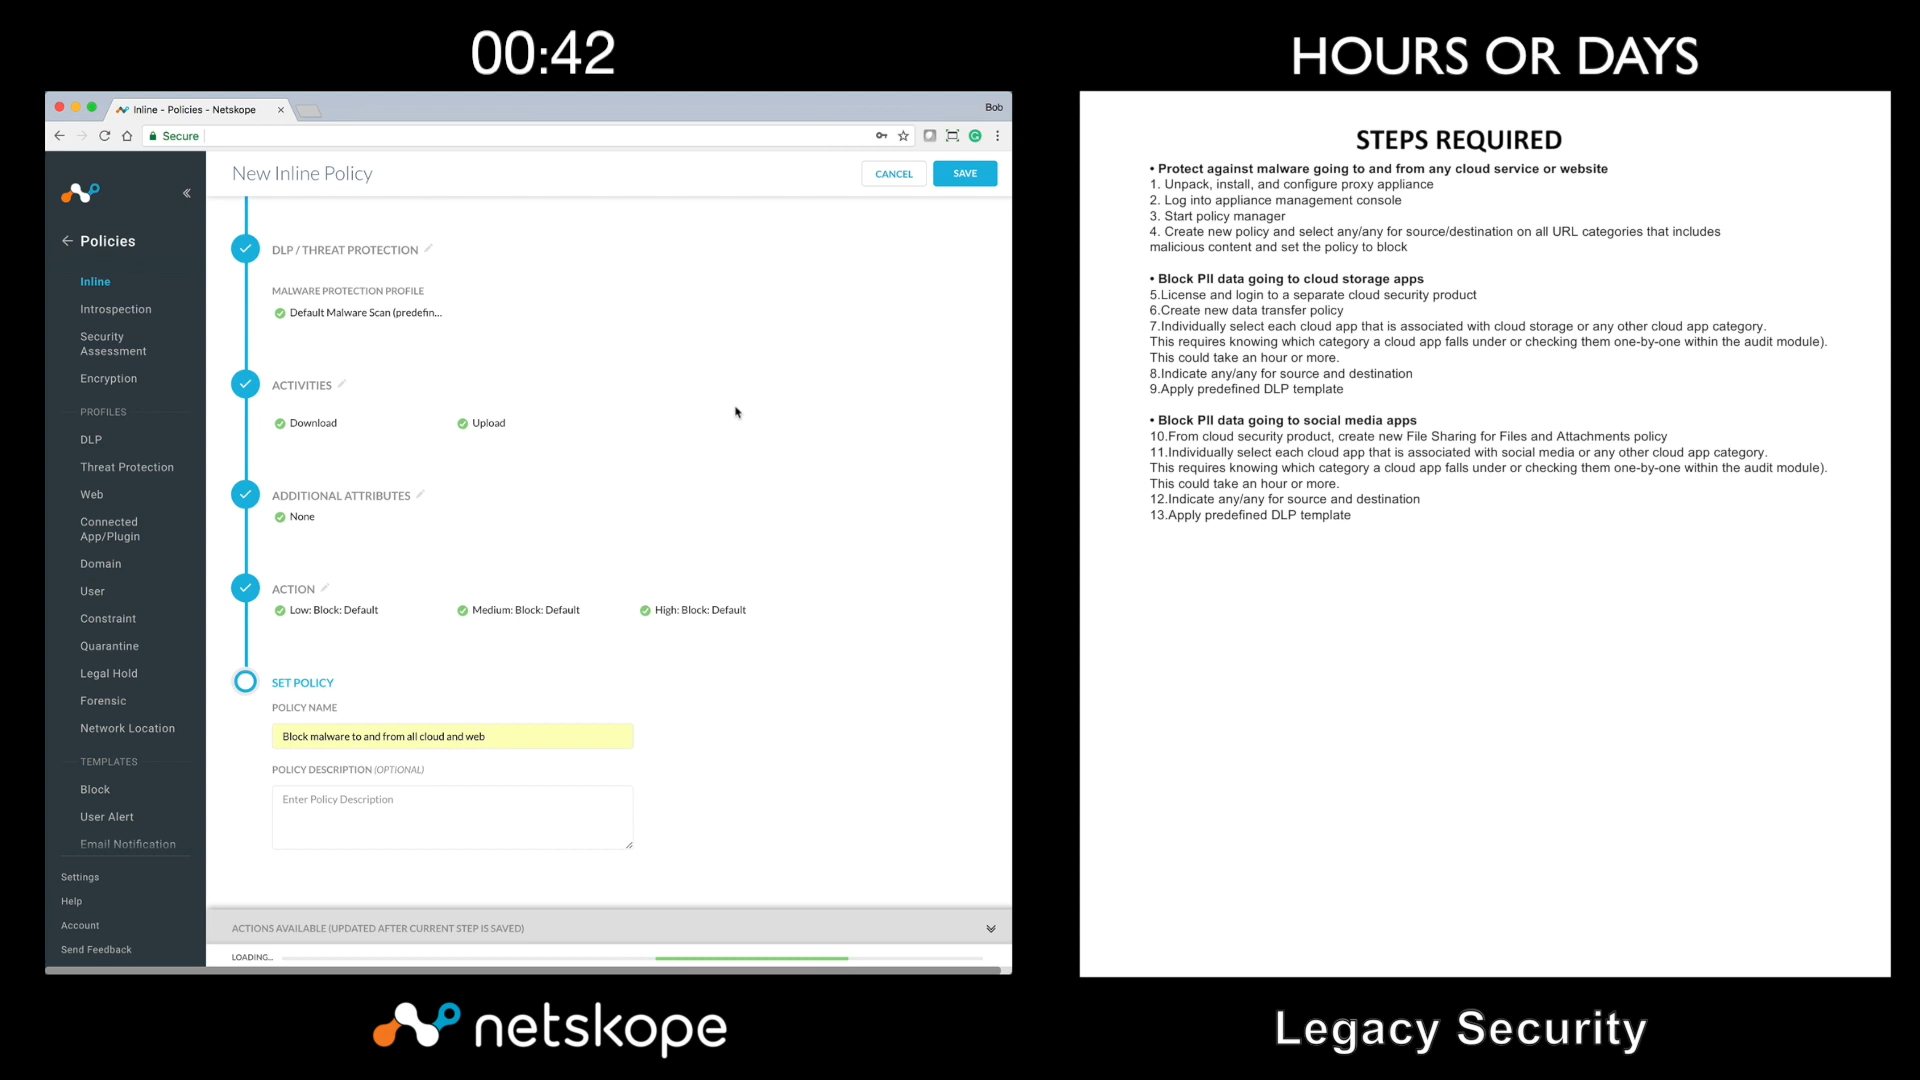 00:42
HOURS OR DAYS
Inline - Policies - Netskope
Bob
Secure
New Inline Policy
CANCEL
SAVE
Policies
Inline
Introspection
Security
Assessment
Encryption
PROFILES
DLP
Threat Protection
Web
Connected
App/Plugin
Domain
User
Constraint
Quarantine
Legal Hold
Forensic
Network Location
TEMPLATES
Block
User Alert
Email Notification
Settings
Help
Account
Send Feedback
DLP / THREAT PROTECTION
MALWARE PROTECTION PROFILE
Default Malware Scan (predefin...
ACTIVITIES
Download Upload
ADDITIONAL ATTRIBUTES
None
ACTION
Low: Block: Default Medium: Block: Default High: Block: Default
SET POLICY
POLICY NAME
Block malware to and from all cloud and web
POLICY DESCRIPTION (OPTIONAL)
Enter Policy Description
ACTIONS AVAILABLE (UPDATED AFTER CURRENT STEP IS SAVED)
LOADING...
STEPS REQUIRED
• Protect against malware going to and from any cloud service or website
1. Unpack, install, and configure proxy appliance
2. Log into appliance management console
3. Start policy manager
4. Create new policy and select any/any for source/destination on all URL categories that includes
malicious content and set the policy to block
• Block PII data going to cloud storage apps
5.License and login to a separate cloud security product
6.Create new data transfer policy
7.Individually select each cloud app that is associated with cloud storage or any other cloud app category.
This requires knowing which category a cloud app falls under or checking them one-by-one within the audit module).
This could take an hour or more.
8.Indicate any/any for source and destination
9.Apply predefined DLP template
• Block PII data going to social media apps
10.From cloud security product, create new File Sharing for Files and Attachments policy
11.Individually select each cloud app that is associated with social media or any other cloud app category.
This requires knowing which category a cloud app falls under or checking them one-by-one within the audit module).
This could take an hour or more.
12.Indicate any/any for source and destination
13.Apply predefined DLP template
netskope
Legacy Security